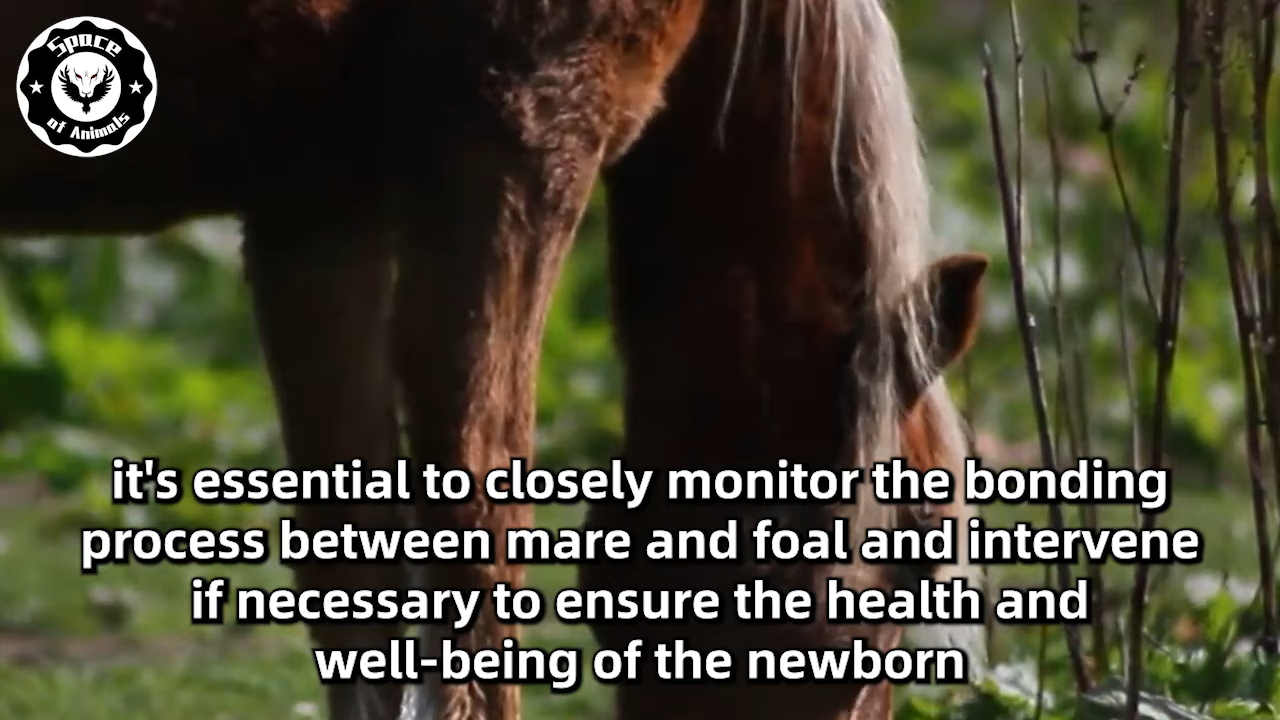 Space
of Animals
it's essential to closely monitor the bonding
process between mare and foal and intervene
if necessary to ensure the health and
well-being of the newborn